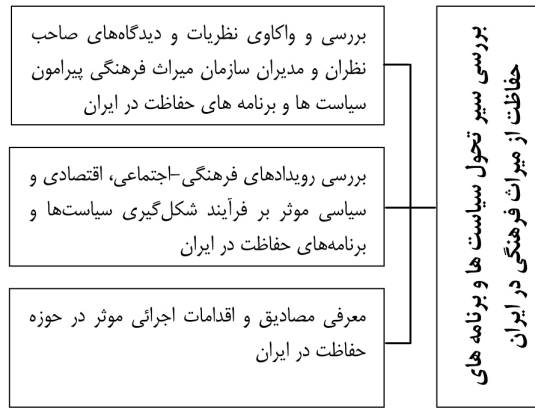 بررسی سیر تحول سیاست ها و برنامه های
حفاظت از میراث فرهنگی در ایران
بررسی و واکاوی نظریات و دیدگاه‌های صاحب
نظران و مدیران سازمان میراث فرهنگی پیرامون
سیاست ها و برنامه های حفاظت در ایران
بررسی رویدادهای فرهنگی-اجتماعی، اقتصادی و
سیاسی موثر بر فرآیند شکل‌گیری سیاست‌ها و
برنامه‌های حفاظت در ایران
معرفی مصادیق و اقدامات اجرائی موثر در حوزه
حفاظت در ایران